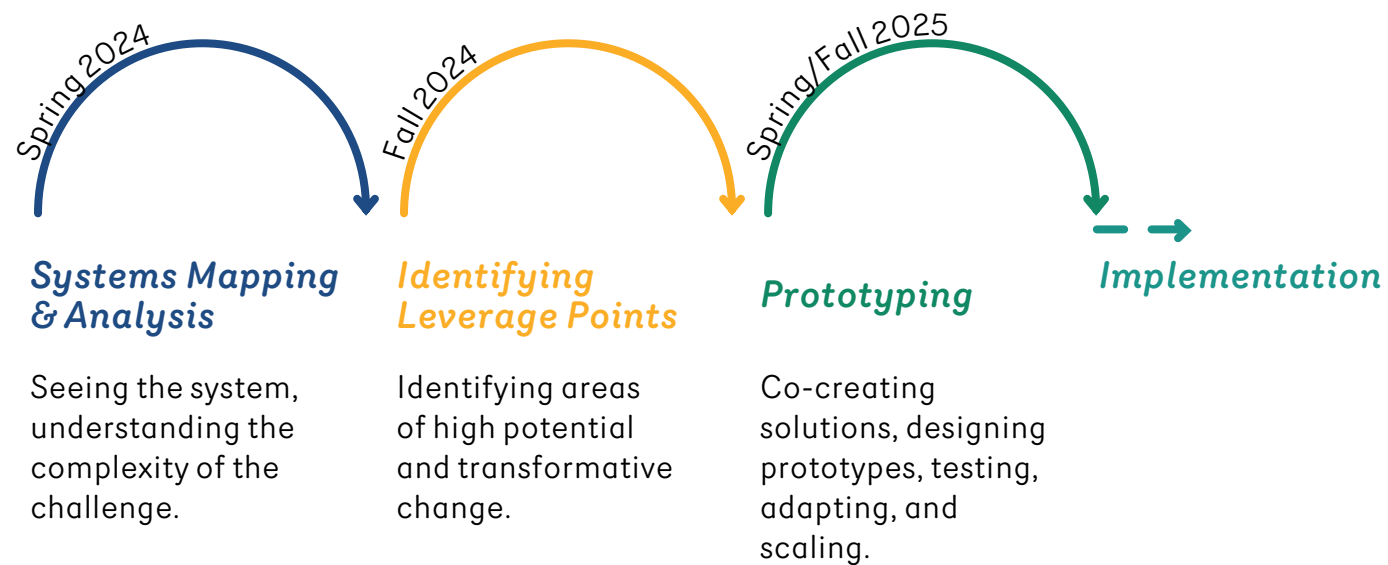 Spring 2024
Fall 2024
Spring/Fall 2025
Systems Mapping
& Analysis
Identifying
Leverage Points
Prototyping
Implementation
Seeing the system,
understanding the
complexity of the
challenge.
Identifying areas
of high potential
and transformative
change.
Co-creating
solutions, designing
prototypes, testing,
adapting, and
scaling.